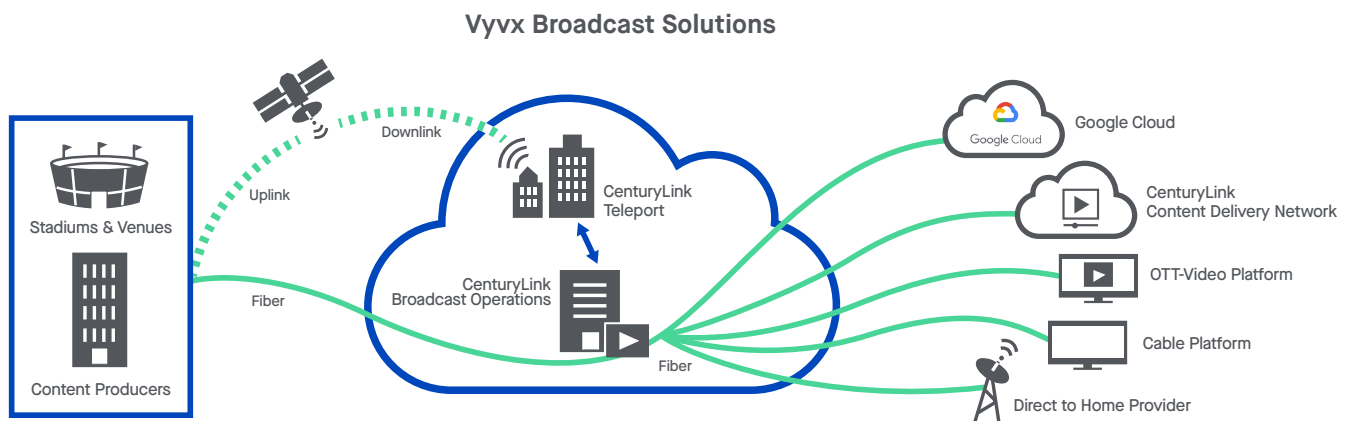 Vyvx Broadcast Solutions
Stadiums & Venues
Content Producers
Uplink
Downlink
Fiber
CenturyLink
Teleport
CenturyLink
Broadcast Operations
Fiber
Google Cloud
Google Cloud
CenturyLink
Content Delivery Network
OTT-Video Platform
Cable Platform
Direct to Home Provider